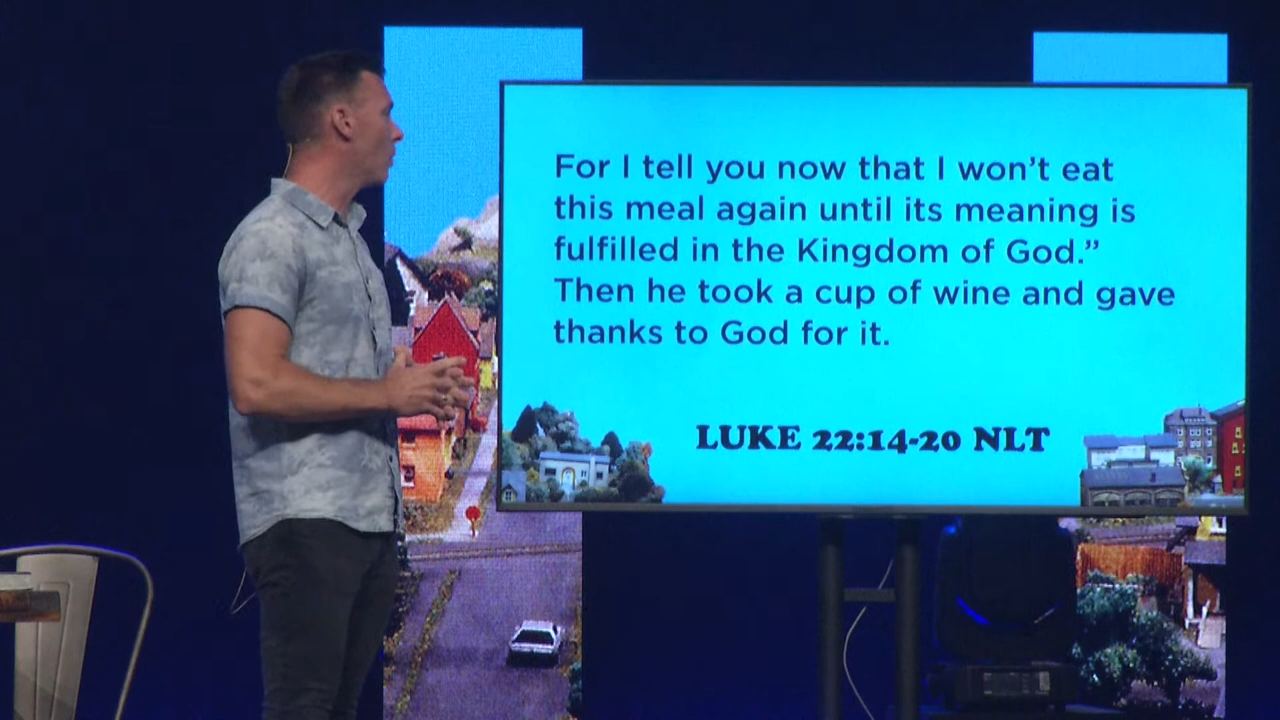 For I tell you now that I won’t eat
this meal again until its meaning is
fulfilled in the Kingdom of God.”
Then he took a cup of wine and gave
thanks to God for it.
LUKE 22:14-20 NLT